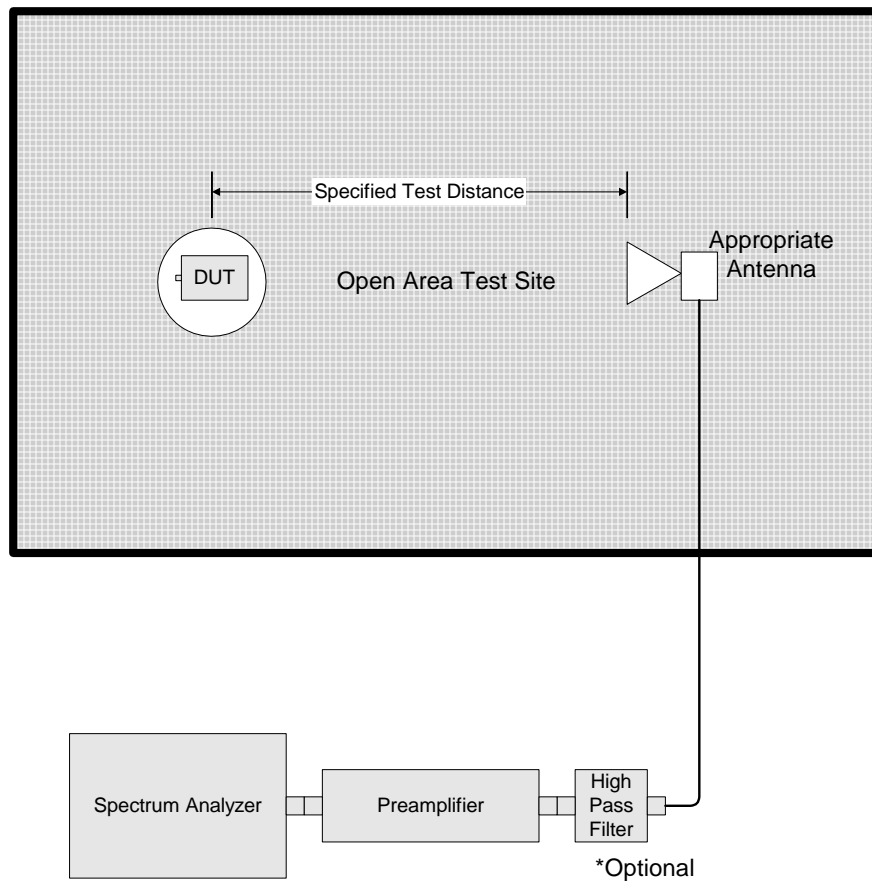 Specified Test Distance
DUT
Open Area Test Site
Appropriate
Antenna
Spectrum Analyzer
Preamplifier
High
Pass
Filter
*Optional